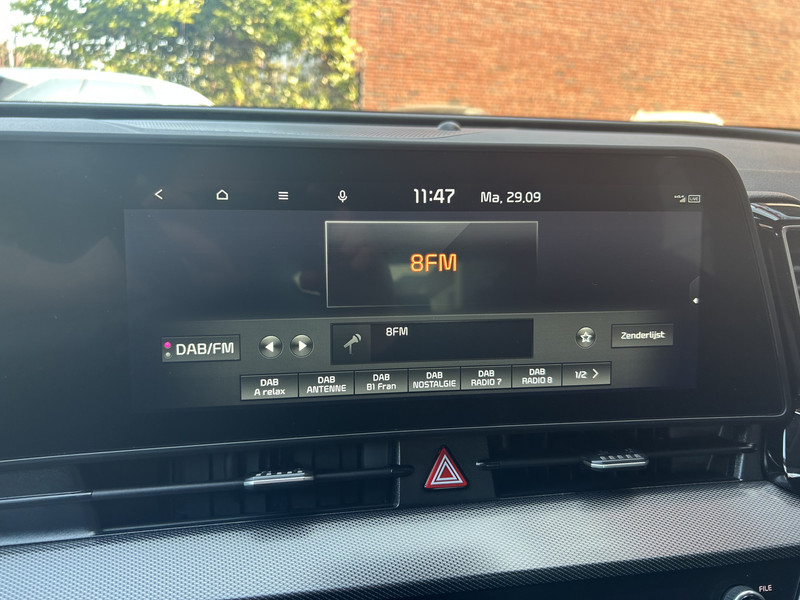 11:47 Ma, 29.09
8FM
DAB/FM
8FM
Zenderlijst
DAB
A relax
DAB
ANTENNE
DAB
B1 Fran
DAB
NOSTALGIE
DAB
RADIO 7
DAB
RADIO 8
1/2
FILE